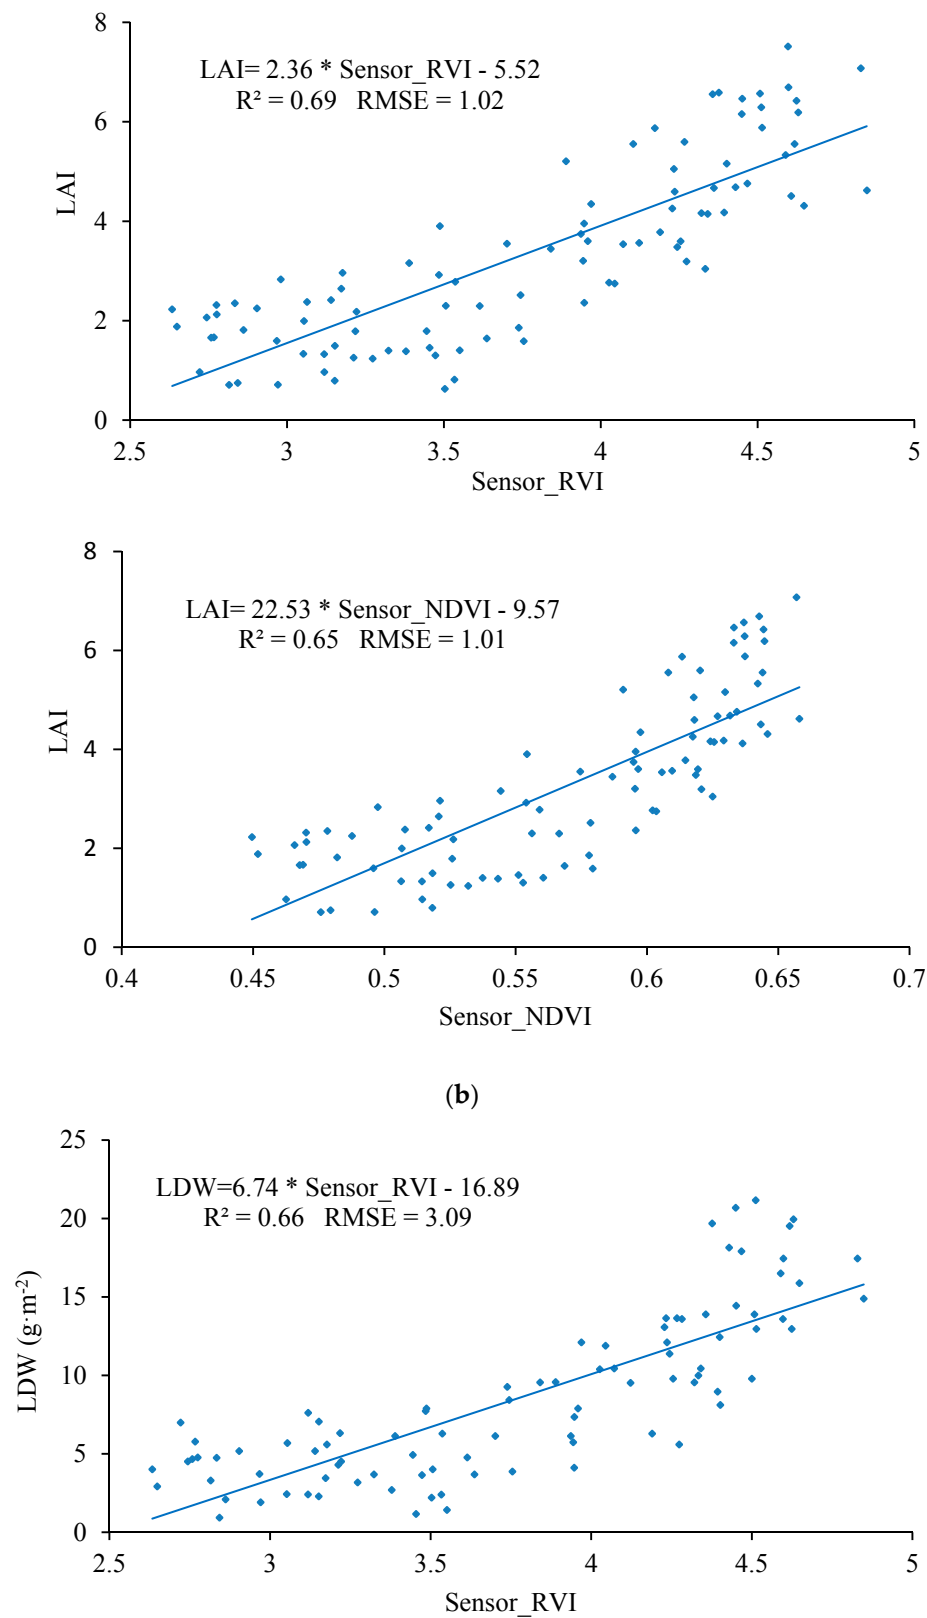 8
LAI= 2.36 * Sensor_RVI - 5.52
R² = 0.69 RMSE = 1.02
6
LAI
4
2
0
2.5 3 3.5 4 4.5 5
Sensor_RVI
8
LAI= 22.53 * Sensor_NDVI - 9.57
R² = 0.65 RMSE = 1.01
6
LAI
4
2
0
0.4 0.45 0.5 0.55 0.6 0.65 0.7
Sensor_NDVI
(b)
25
LDW=6.74 * Sensor_RVI - 16.89
R² = 0.66 RMSE = 3.09
20
15
LDW (g·m⁻²)
10
5
0
2.5 3 3.5 4 4.5 5
Sensor_RVI